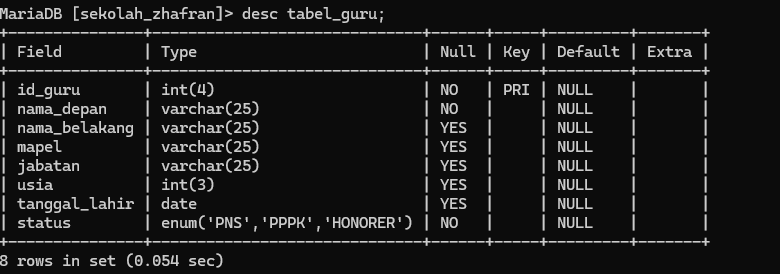 MariaDB [sekolah_zhafran]> desc tabel_guru;
+---------------+------------------------------+------+-----+---------+-------+
| Field         | Type                         | Null | Key | Default | Extra |
+---------------+------------------------------+------+-----+---------+-------+
| id_guru       | int(4)                       | NO   | PRI | NULL    |       |
| nama_depan    | varchar(25)                  | NO   |     | NULL    |       |
| nama_belakang | varchar(25)                  | YES  |     | NULL    |       |
| mapel         | varchar(25)                  | YES  |     | NULL    |       |
| jabatan       | varchar(25)                  | YES  |     | NULL    |       |
| usia          | int(3)                       | YES  |     | NULL    |       |
| tanggal_lahir | date                         | YES  |     | NULL    |       |
| status        | enum('PNS','PPPK','HONORER') | NO   |     | NULL    |       |
+---------------+------------------------------+------+-----+---------+-------+
8 rows in set (0.054 sec)